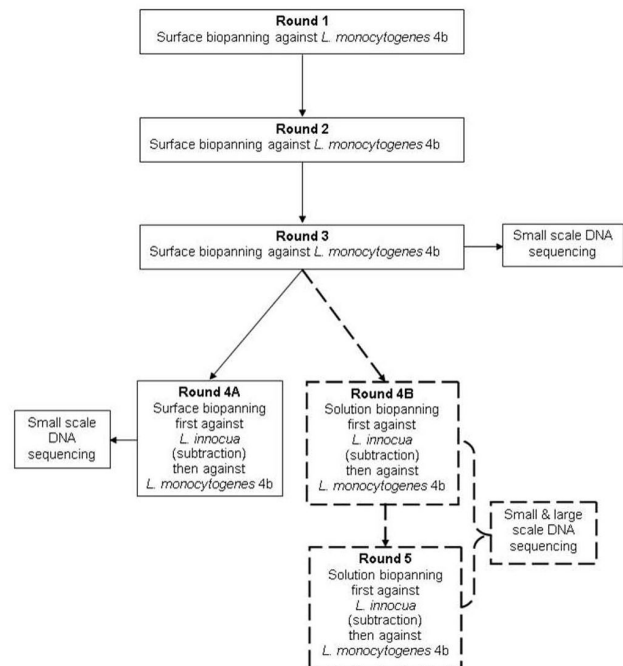 Round 1
Surface biopanning against L. monocytogenes 4b
Round 2
Surface biopanning against L. monocytogenes 4b
Round 3
Surface biopanning against L. monocytogenes 4b
Small scale DNA
sequencing
Small scale
DNA
sequencing
Round 4A
Surface biopanning
first against
L. innocua
(subtraction)
then against
L. monocytogenes 4b
Round 4B
Solution biopanning
first against
L. innocua
(subtraction)
then against
L. monocytogenes 4b
Small & large
scale DNA
sequencing
Round 5
Solution biopanning
first against
L. innocua
(subtraction)
then against
L. monocytogenes 4b